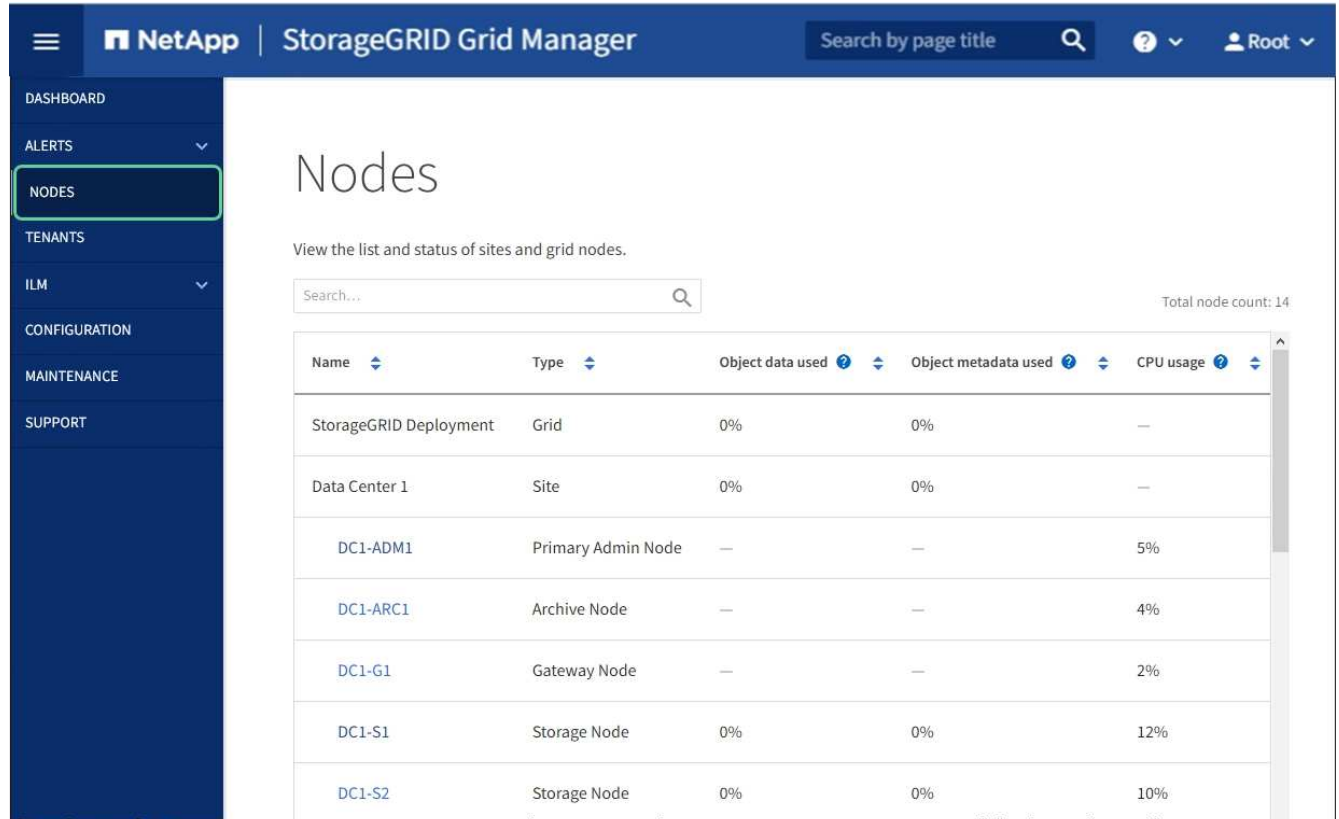 NetApp | StorageGRID Grid Manager Search by page title Root
DASHBOARD
ALERTS
NODES
TENANTS
ILM
CONFIGURATION
MAINTENANCE
SUPPORT
Nodes
View the list and status of sites and grid nodes.
Search...
Total node count: 14
Name Type Object data used Object metadata used CPU usage
StorageGRID Deployment Grid 0% 0% —
Data Center 1 Site 0% 0% —
DC1-ADM1 Primary Admin Node — — 5%
DC1-ARC1 Archive Node — — 4%
DC1-G1 Gateway Node — — 2%
DC1-S1 Storage Node 0% 0% 12%
DC1-S2 Storage Node 0% 0% 10%